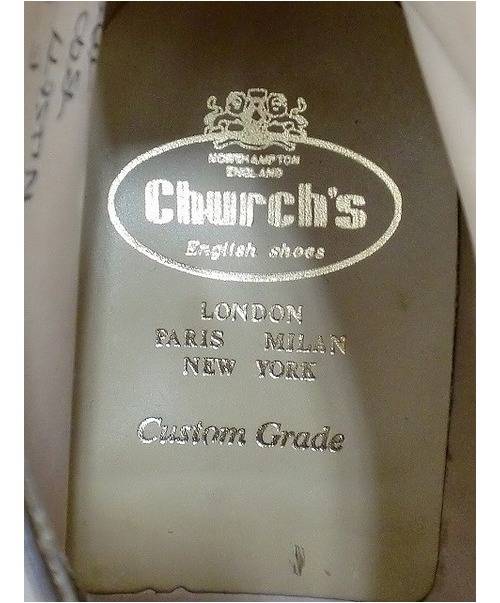 NORTHAMPTON
ENGLAND
Church's
English shoes
LONDON
PARIS MILAN
NEW YORK
Custom Grade